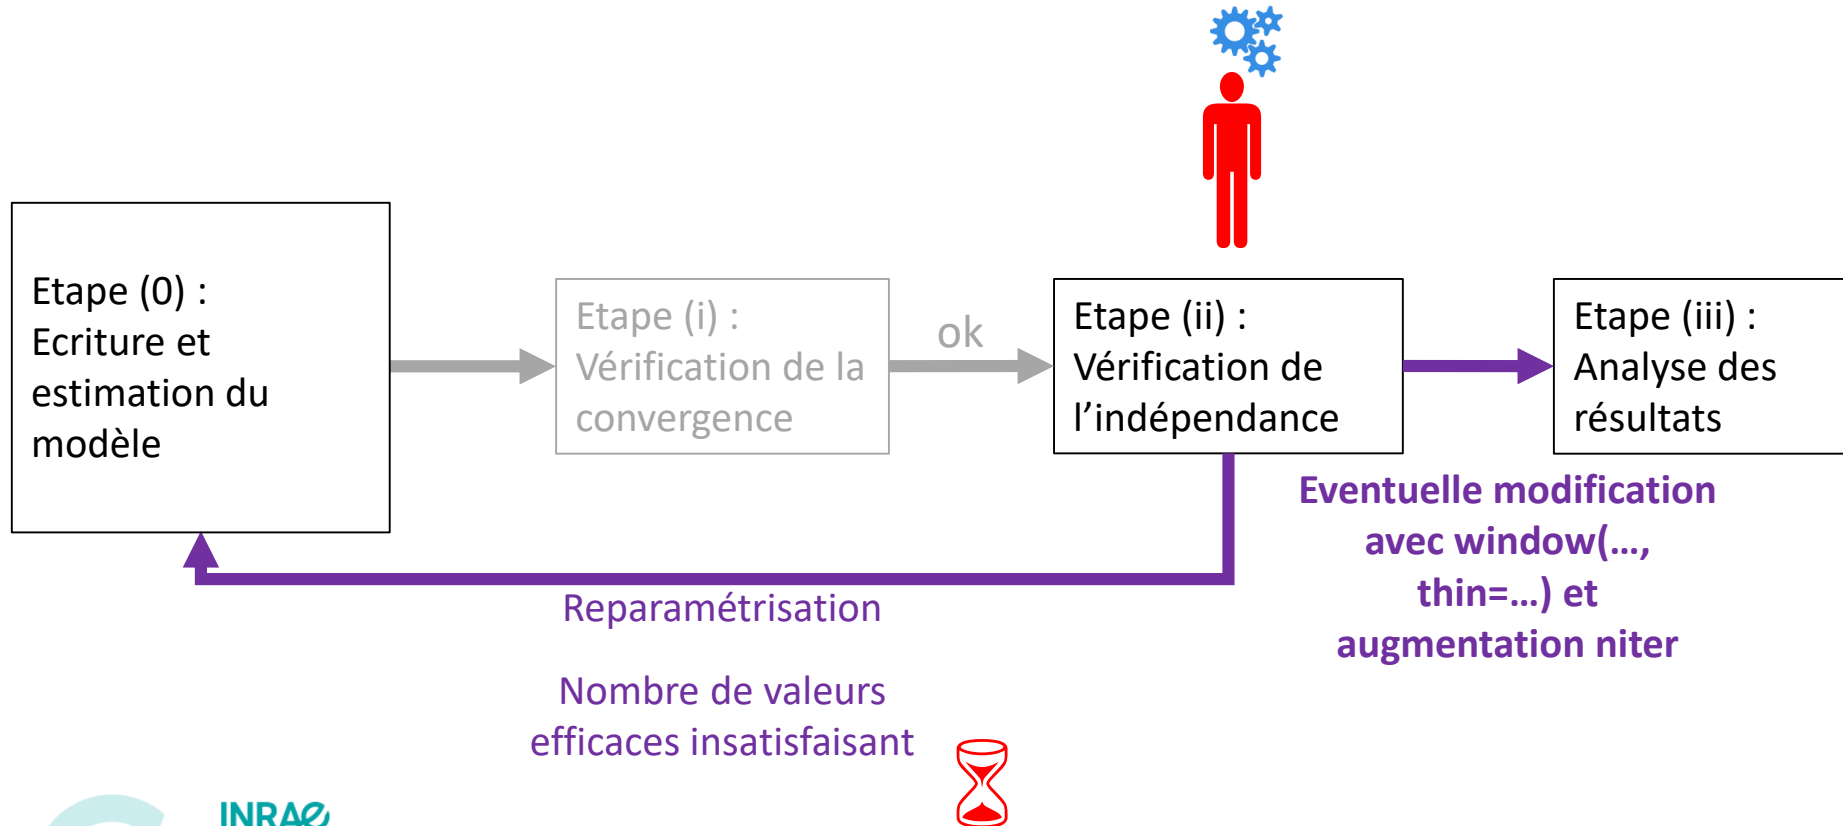 Etape (0) :
Ecriture et
estimation du
modèle
Etape (i) :
Vérification de la
convergence
ok
Etape (ii) :
Vérification de
l’indépendance
Etape (iii) :
Analyse des
résultats
Eventuelle modification
avec window(…,
thin=…) et
augmentation niter
Reparamétrisation
Nombre de valeurs
efficaces insatisfaisant
INRAE